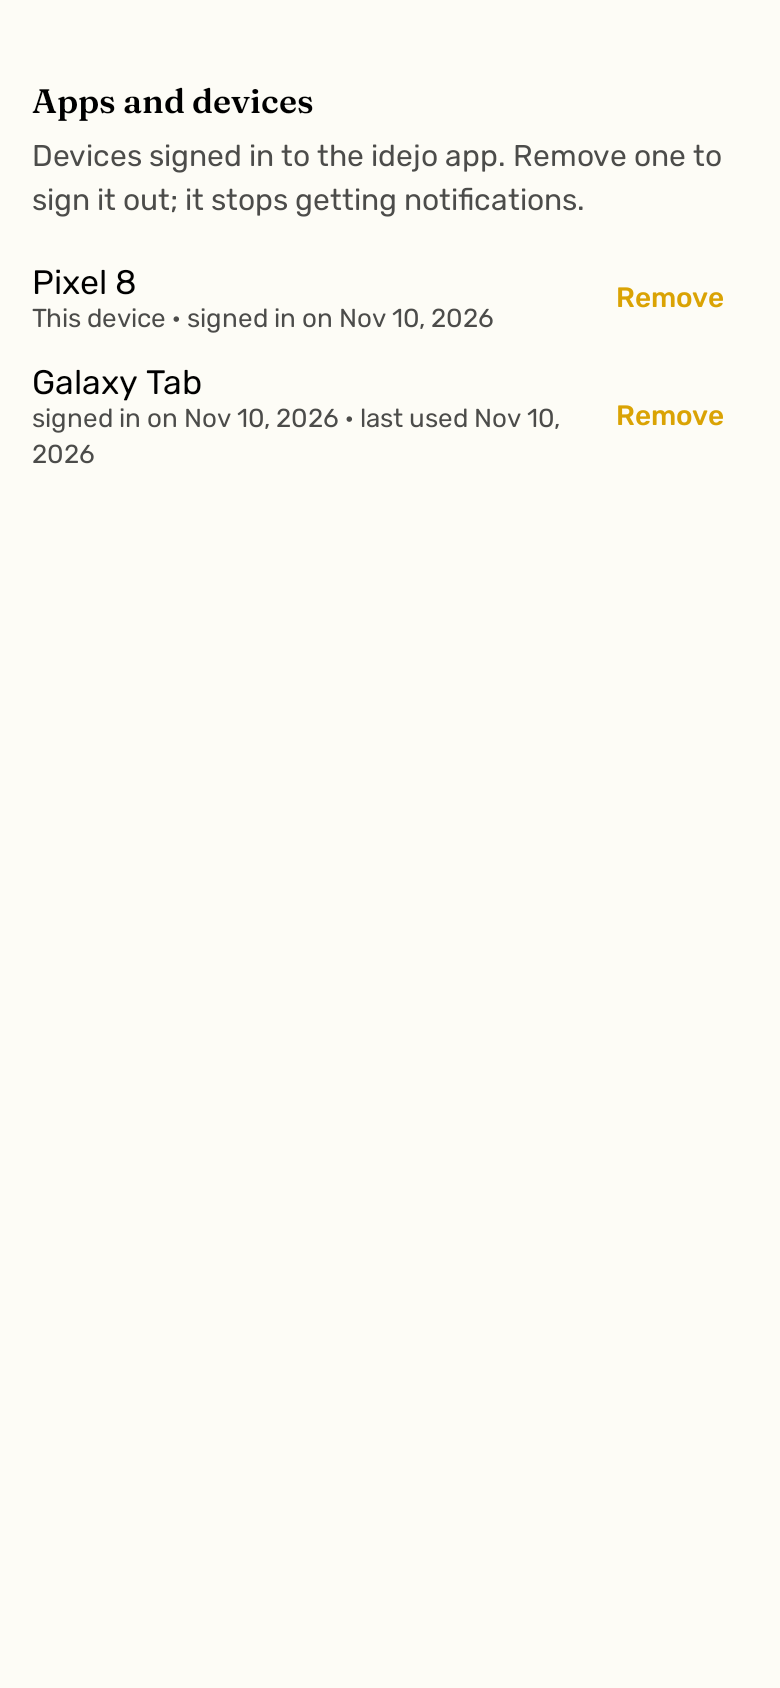 Apps and devices
Devices signed in to the idejo app. Remove one to
sign it out; it stops getting notifications.
Pixel 8
This device • signed in on Nov 10, 2026
Remove
Galaxy Tab
signed in on Nov 10, 2026 • last used Nov 10,
2026
Remove